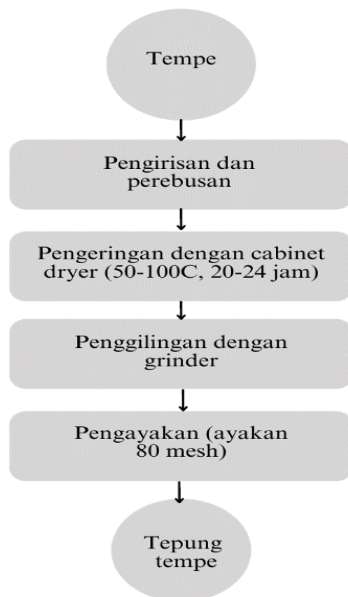 Tempe
Pengirisan dan
perebusan
Pengeringan dengan cabinet
dryer (50-100C, 20-24 jam)
Penggilingan dengan
grinder
Pengayakan (ayakan
80 mesh)
Tepung
tempe